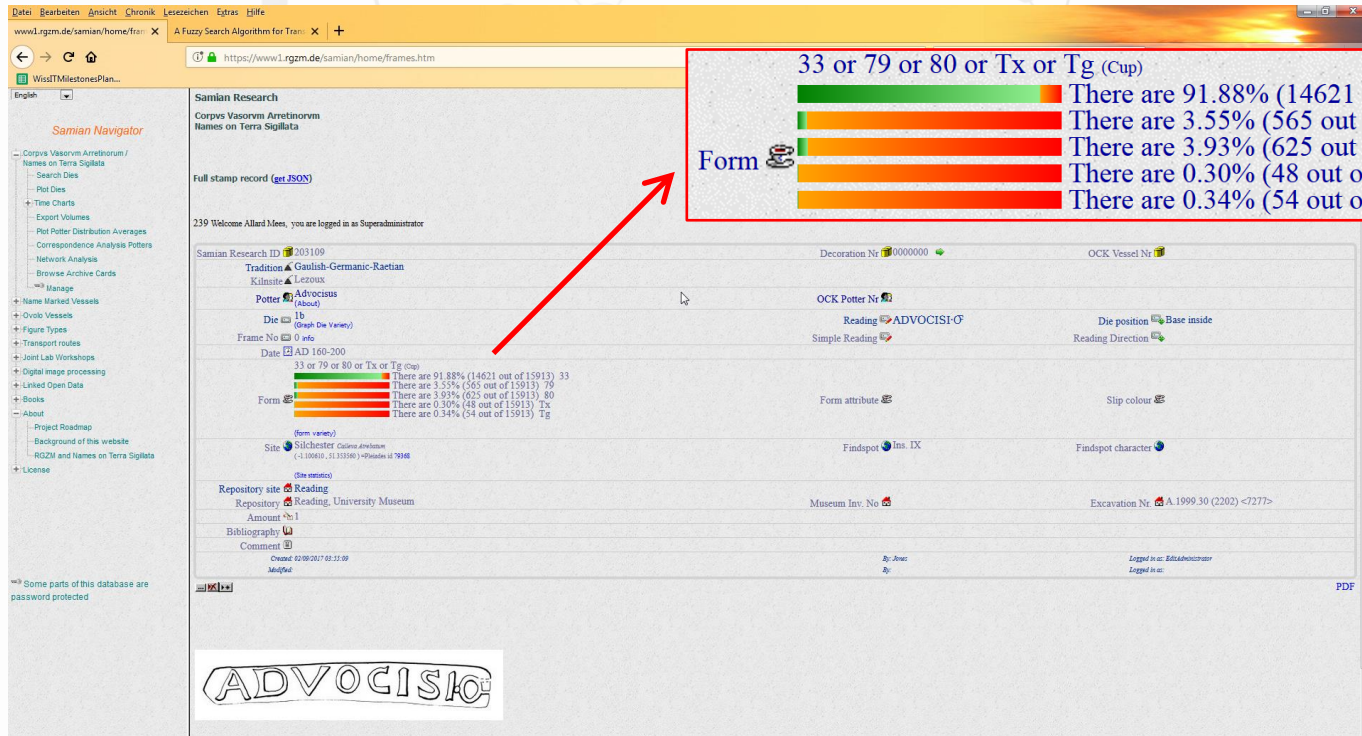 Datei Bearbeiten Ansicht Chronik Lesezeichen Extras Hilfe
www1.rgzm.de/samian/home/fram X A Fuzzy Search Algorithm for Trans X +
https://www1.rgzm.de/samian/home/frames.htm
WissITMilestonesPlan...
English
Samian Navigator
Corpvs Vasorvm Arretinorum /
Names on Terra Sigillata
Search Dies
Plot Dies
Time Charts
Export Volumes
Plot Potter Distribution Averages
Correspondence Analysis Potters
Network Analysis
Browse Archive Cards
Manage
Name Marked Vessels
Ovolo Vessels
Figure Types
Transport routes
Joint Lab Workshops
Digital image processing
Linked Open Data
Books
About
Project Roadmap
Background of this website
RGZM and Names on Terra Sigillata
License
Some parts of this database are
password protected
Samian Research
Corpvs Vasorvm Arretinorvm
Names on Terra Sigillata
Full stamp record (get JSON)
239 Welcome Allard Mees, you are logged in as Superadministrator
33 or 79 or 80 or Tx or Tg (Cup)
There are 91.88% (14621
There are 3.55% (565 out
Form There are 3.93% (625 out
There are 0.30% (48 out o
There are 0.34% (54 out o
Samian Research ID 203109 Decoration Nr 0000000 OCK Vessel Nr
Tradition Gaulish-Germanic-Raetian
Kilnsite Lezoux
Potter Advocisus OCK Potter Nr
(About)
Die 1b Reading ADVOCISI·O Die position Base inside
(Graph Die Variety)
Frame No 0 info Simple Reading Reading Direction
Date AD 160-200
33 or 79 or 80 or Tx or Tg (Cup)
There are 91.88% (14621 out of 15913) 33
There are 3.55% (565 out of 15913) 79
Form There are 3.93% (625 out of 15913) 80 Form attribute Slip colour
There are 0.30% (48 out of 15913) Tx
There are 0.34% (54 out of 15913) Tg
(form variety)
Site Silchester Calleva Atrebatum Findspot Ins. IX Findspot character
( -1.100610 , 51.353360 ) =Pleiades id 79368
(Site statistics)
Repository site Reading
Repository Reading, University Museum Museum Inv. No Excavation Nr. A.1999.30 (2202) <7277>
Amount 1
Bibliography
Comment
Created: 02/09/2017 03:55:09 By: Jones Logged in as: EditAdministrator
Modified: By: Logged in as:
PDF
ADVOCISIO